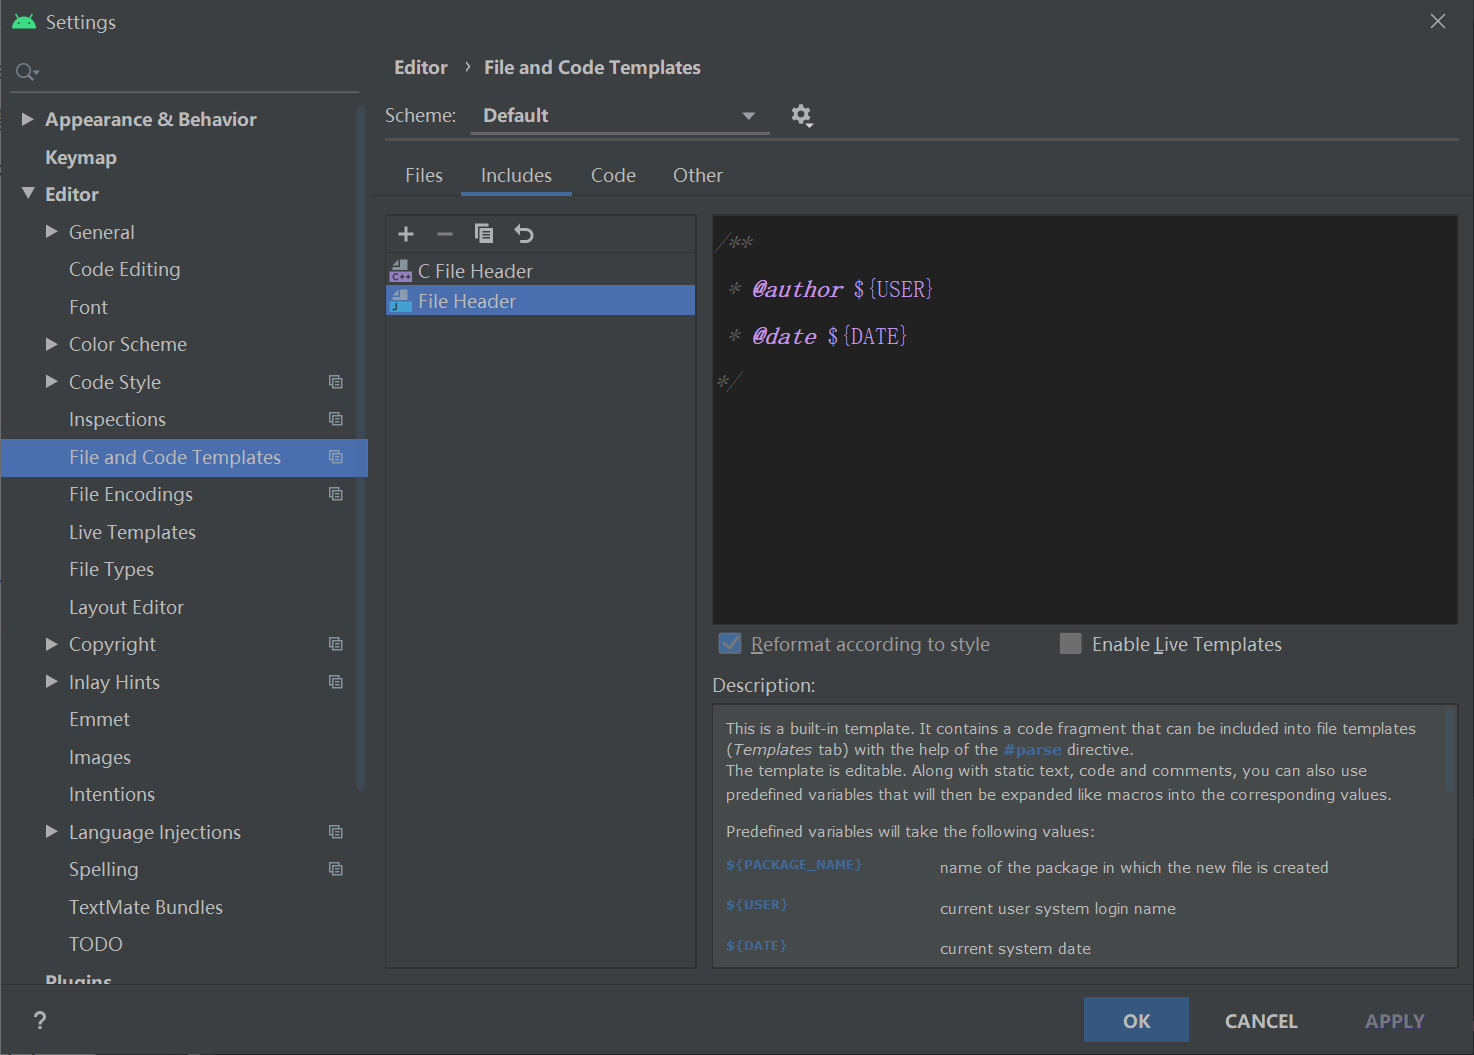 Settings
Appearance & Behavior
Keymap
Editor
General
Code Editing
Font
Color Scheme
Code Style
Inspections
File and Code Templates
File Encodings
Live Templates
File Types
Layout Editor
Copyright
Inlay Hints
Emmet
Images
Intentions
Language Injections
Spelling
TextMate Bundles
TODO
Plugins
Editor › File and Code Templates
Scheme: Default
Files Includes Code Other
C File Header
File Header
/**
* @author ${USER}
* @date ${DATE}
*/
Reformat according to style Enable Live Templates
Description:
This is a built-in template. It contains a code fragment that can be included into file templates
(Templates tab) with the help of the #parse directive.
The template is editable. Along with static text, code and comments, you can also use
predefined variables that will then be expanded like macros into the corresponding values.
Predefined variables will take the following values:
${PACKAGE_NAME} name of the package in which the new file is created
${USER} current user system login name
${DATE} current system date
? OK CANCEL APPLY